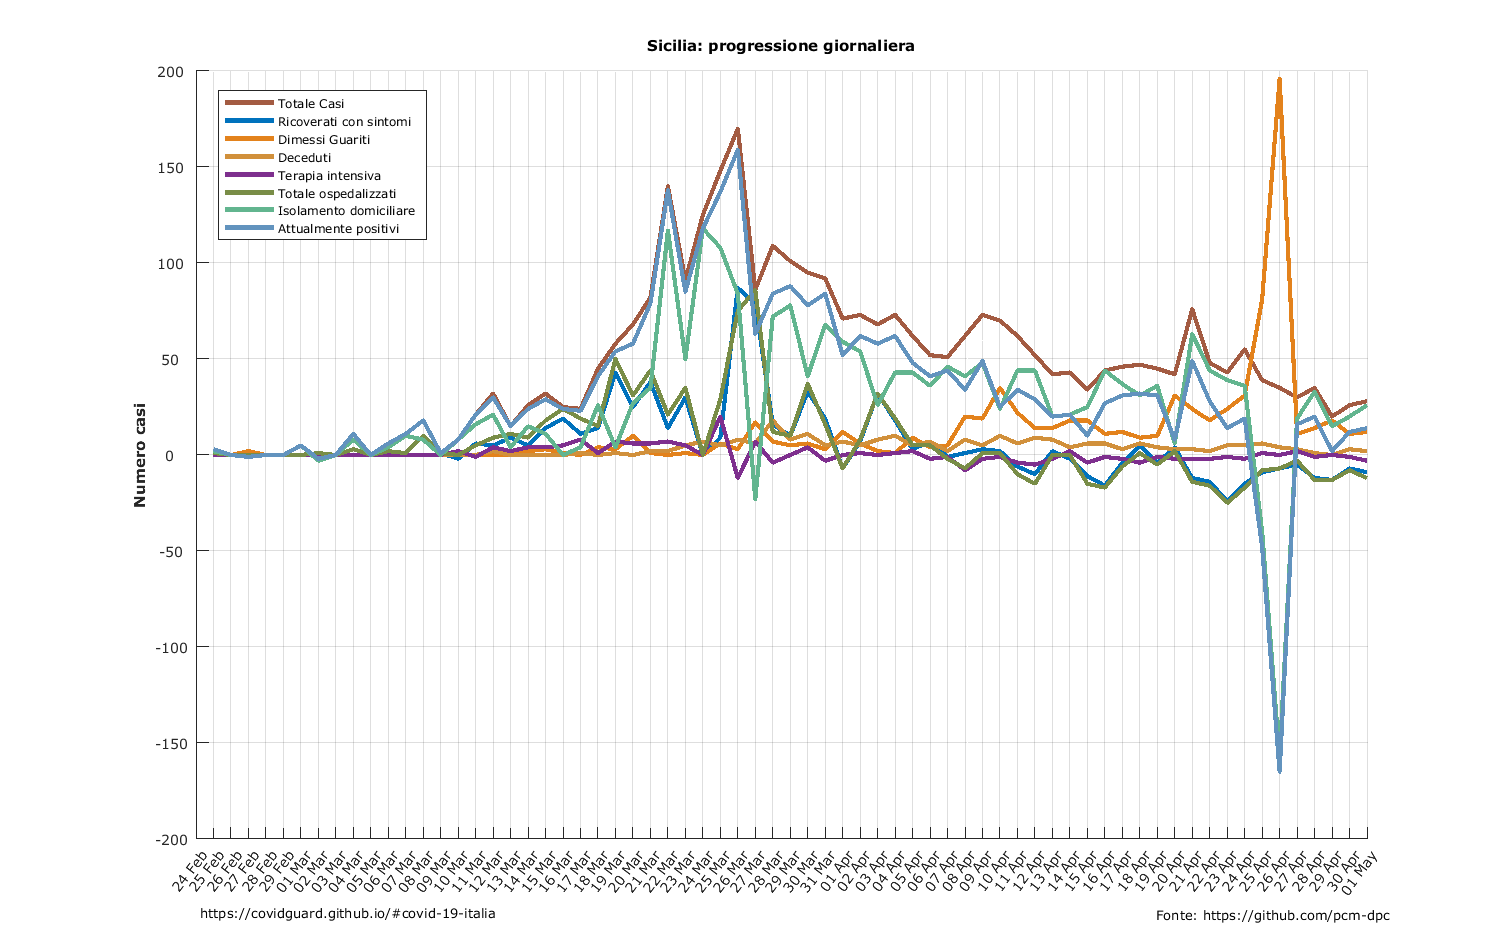 Sicilia: progressione giornaliera
200
150
100
50
0
-50
-100
-150
-200
Numero casi
Totale Casi
Ricoverati con sintomi
Dimessi Guariti
Deceduti
Terapia intensiva
Totale ospedalizzati
Isolamento domiciliare
Attualmente positivi
24 Feb
25 Feb
26 Feb
27 Feb
28 Feb
29 Feb
01 Mar
02 Mar
03 Mar
04 Mar
05 Mar
06 Mar
07 Mar
08 Mar
09 Mar
10 Mar
11 Mar
12 Mar
13 Mar
14 Mar
15 Mar
16 Mar
17 Mar
18 Mar
19 Mar
20 Mar
21 Mar
22 Mar
23 Mar
24 Mar
25 Mar
26 Mar
27 Mar
28 Mar
29 Mar
30 Mar
31 Mar
01 Apr
02 Apr
03 Apr
04 Apr
05 Apr
06 Apr
07 Apr
08 Apr
09 Apr
10 Apr
11 Apr
12 Apr
13 Apr
14 Apr
15 Apr
16 Apr
17 Apr
18 Apr
19 Apr
20 Apr
21 Apr
22 Apr
23 Apr
24 Apr
25 Apr
26 Apr
27 Apr
28 Apr
29 Apr
30 Apr
01 May
https://covidguard.github.io/#covid-19-italia
Fonte: https://github.com/pcm-dpc